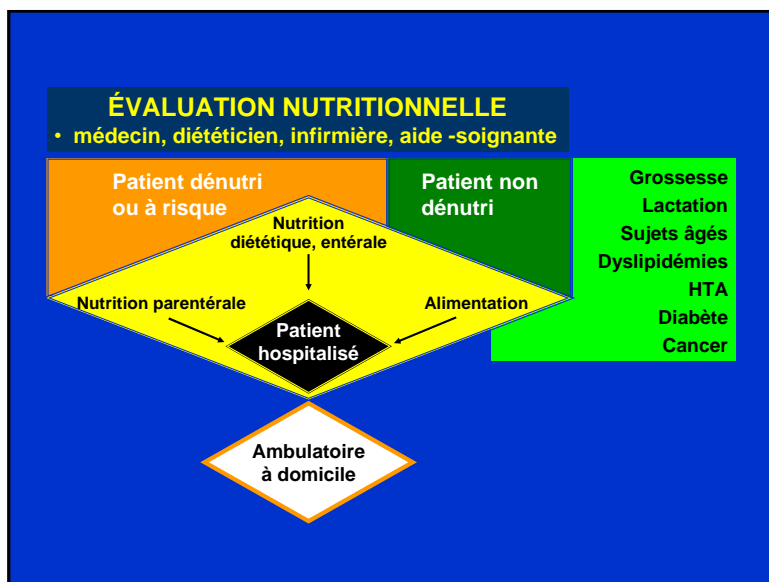 ÉVALUATION NUTRITIONNELLE
• médecin, diététicien, infirmière, aide -soignante
Patient dénutri
ou à risque
Patient non
dénutri
Grossesse
Lactation
Sujets âgés
Dyslipidémies
HTA
Diabète
Cancer
Nutrition
diététique, entérale
Nutrition parentérale
Alimentation
Patient
hospitalisé
Ambulatoire
à domicile